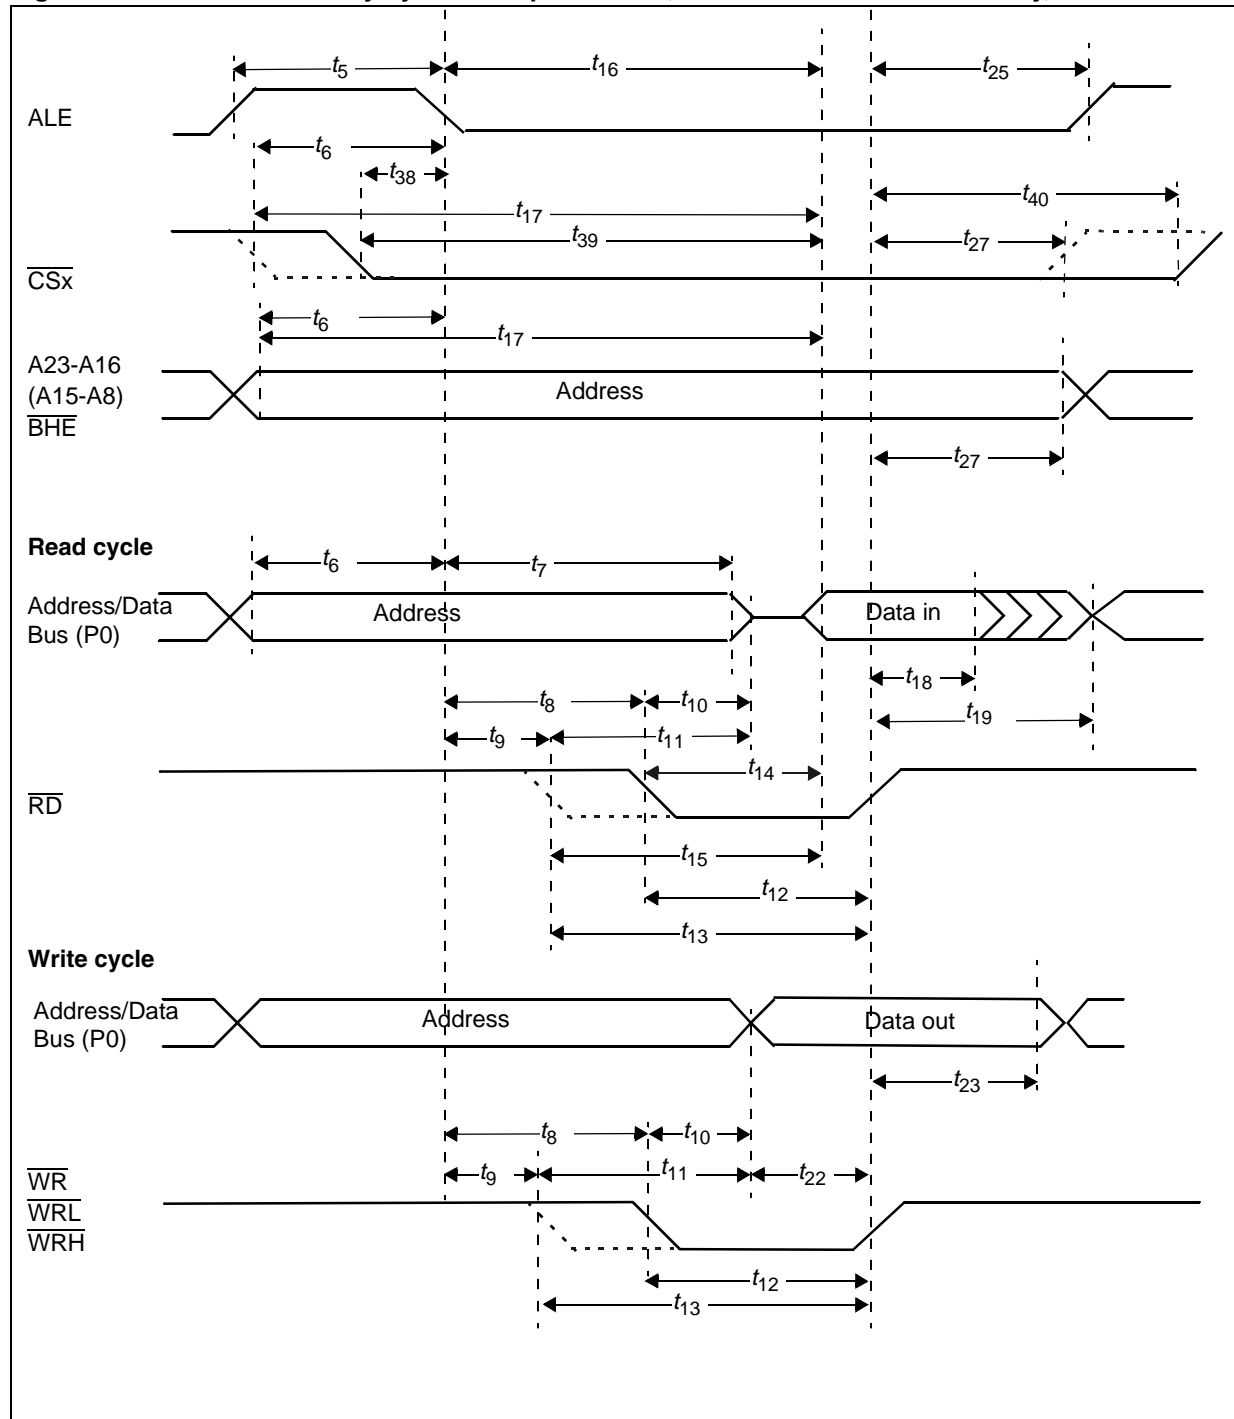 t5
t16
t25
ALE
t6
t38
t40
t17
t39
t27
CSx
t6
t17
A23-A16
(A15-A8)
BHE
Address
t27
Read cycle
t6
t7
Address/Data
Bus (P0)
Address
Data in
t18
t8
t10
t19
t9
t11
t14
RD
t15
t12
t13
Write cycle
Address/Data
Bus (P0)
Address
Data out
t23
t8
t10
t9
t11
t22
WR
WRL
WRH
t12
t13